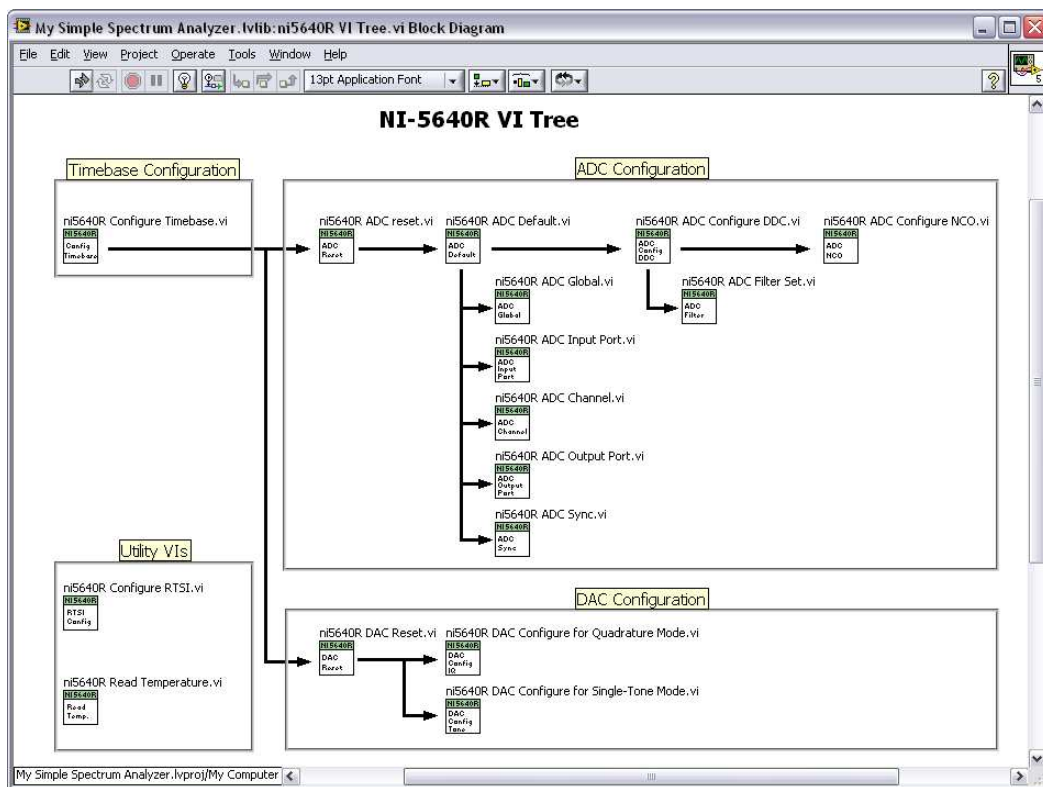 My Simple Spectrum Analyzer.lvlib:ni5640R VI Tree.vi Block Diagram
File Edit View Project Operate Tools Window Help
13pt Application Font
5
NI-5640R VI Tree
Timebase Configuration
ni5640R Configure Timebase.vi
NI5640R
Config
Timebase
ADC Configuration
ni5640R ADC reset.vi
NI5640R
ADC
Reset
ni5640R ADC Default.vi
NI5640R
ADC
Default
ni5640R ADC Configure DDC.vi
NI5640R
ADC
Config
DDC
ni5640R ADC Configure NCO.vi
NI5640R
ADC
NCO
ni5640R ADC Global.vi
NI5640R
ADC
Global
ni5640R ADC Filter Set.vi
NI5640R
ADC
Filter
ni5640R ADC Input Port.vi
NI5640R
ADC
Input
Port
ni5640R ADC Channel.vi
NI5640R
ADC
Channel
ni5640R ADC Output Port.vi
NI5640R
ADC
Output
Port
ni5640R ADC Sync.vi
NI5640R
ADC
Sync
Utility VIs
ni5640R Configure RTSI.vi
NI5640R
RTSI
Config
ni5640R Read Temperature.vi
NI5640R
Read
Temp.
DAC Configuration
ni5640R DAC Reset.vi
NI5640R
DAC
Reset
ni5640R DAC Configure for Quadrature Mode.vi
NI5640R
DAC
Config
IQ
ni5640R DAC Configure for Single-Tone Mode.vi
NI5640R
DAC
Config
Tone
My Simple Spectrum Analyzer.lvproj/My Computer